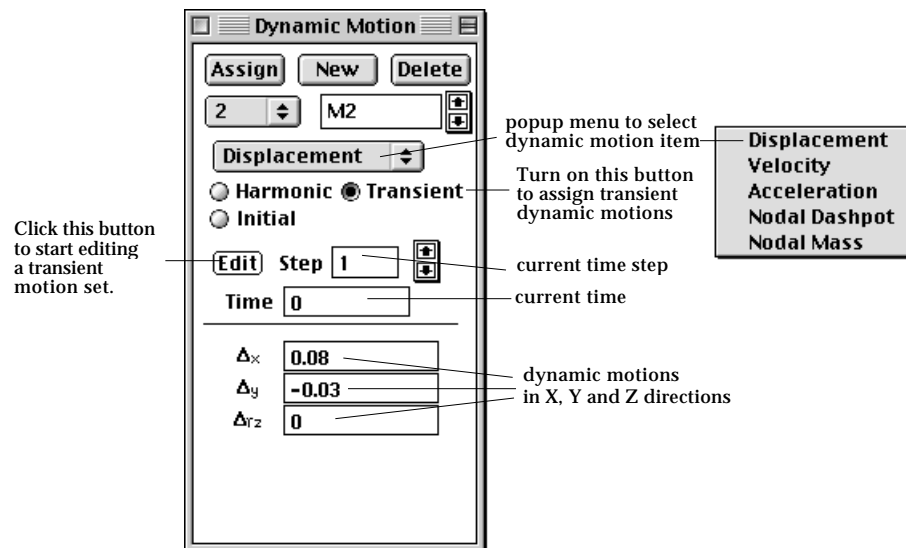 Dynamic Motion
Assign New Delete
2 M2
Displacement
Harmonic Transient
Initial
Edit Step 1
Time 0
Δx 0.08
Δy -0.03
Δrz 0
Click this button
to start editing
a transient
motion set.
popup menu to select
dynamic motion item
Turn on this button
to assign transient
dynamic motions
current time step
current time
dynamic motions
in X, Y and Z directions
Displacement
Velocity
Acceleration
Nodal Dashpot
Nodal Mass